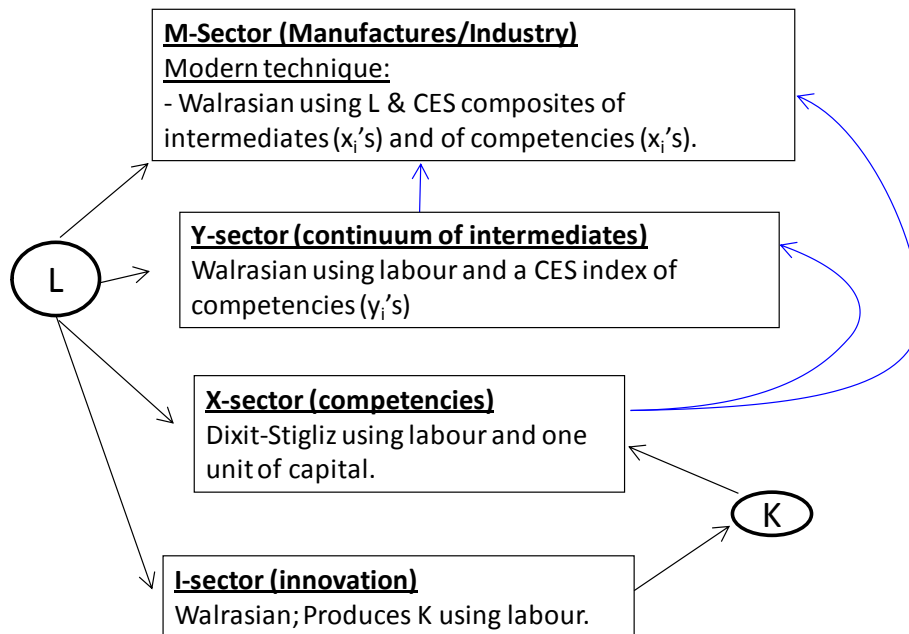 M-Sector (Manufactures/Industry)
Modern technique:
- Walrasian using L & CES composites of
intermediates (xi's) and of competencies (xi's).
Y-sector (continuum of intermediates)
Walrasian using labour and a CES index of
competencies (yi's)
L
X-sector (competencies)
Dixit-Stigliz using labour and one
unit of capital.
K
I-sector (innovation)
Walrasian; Produces K using labour.